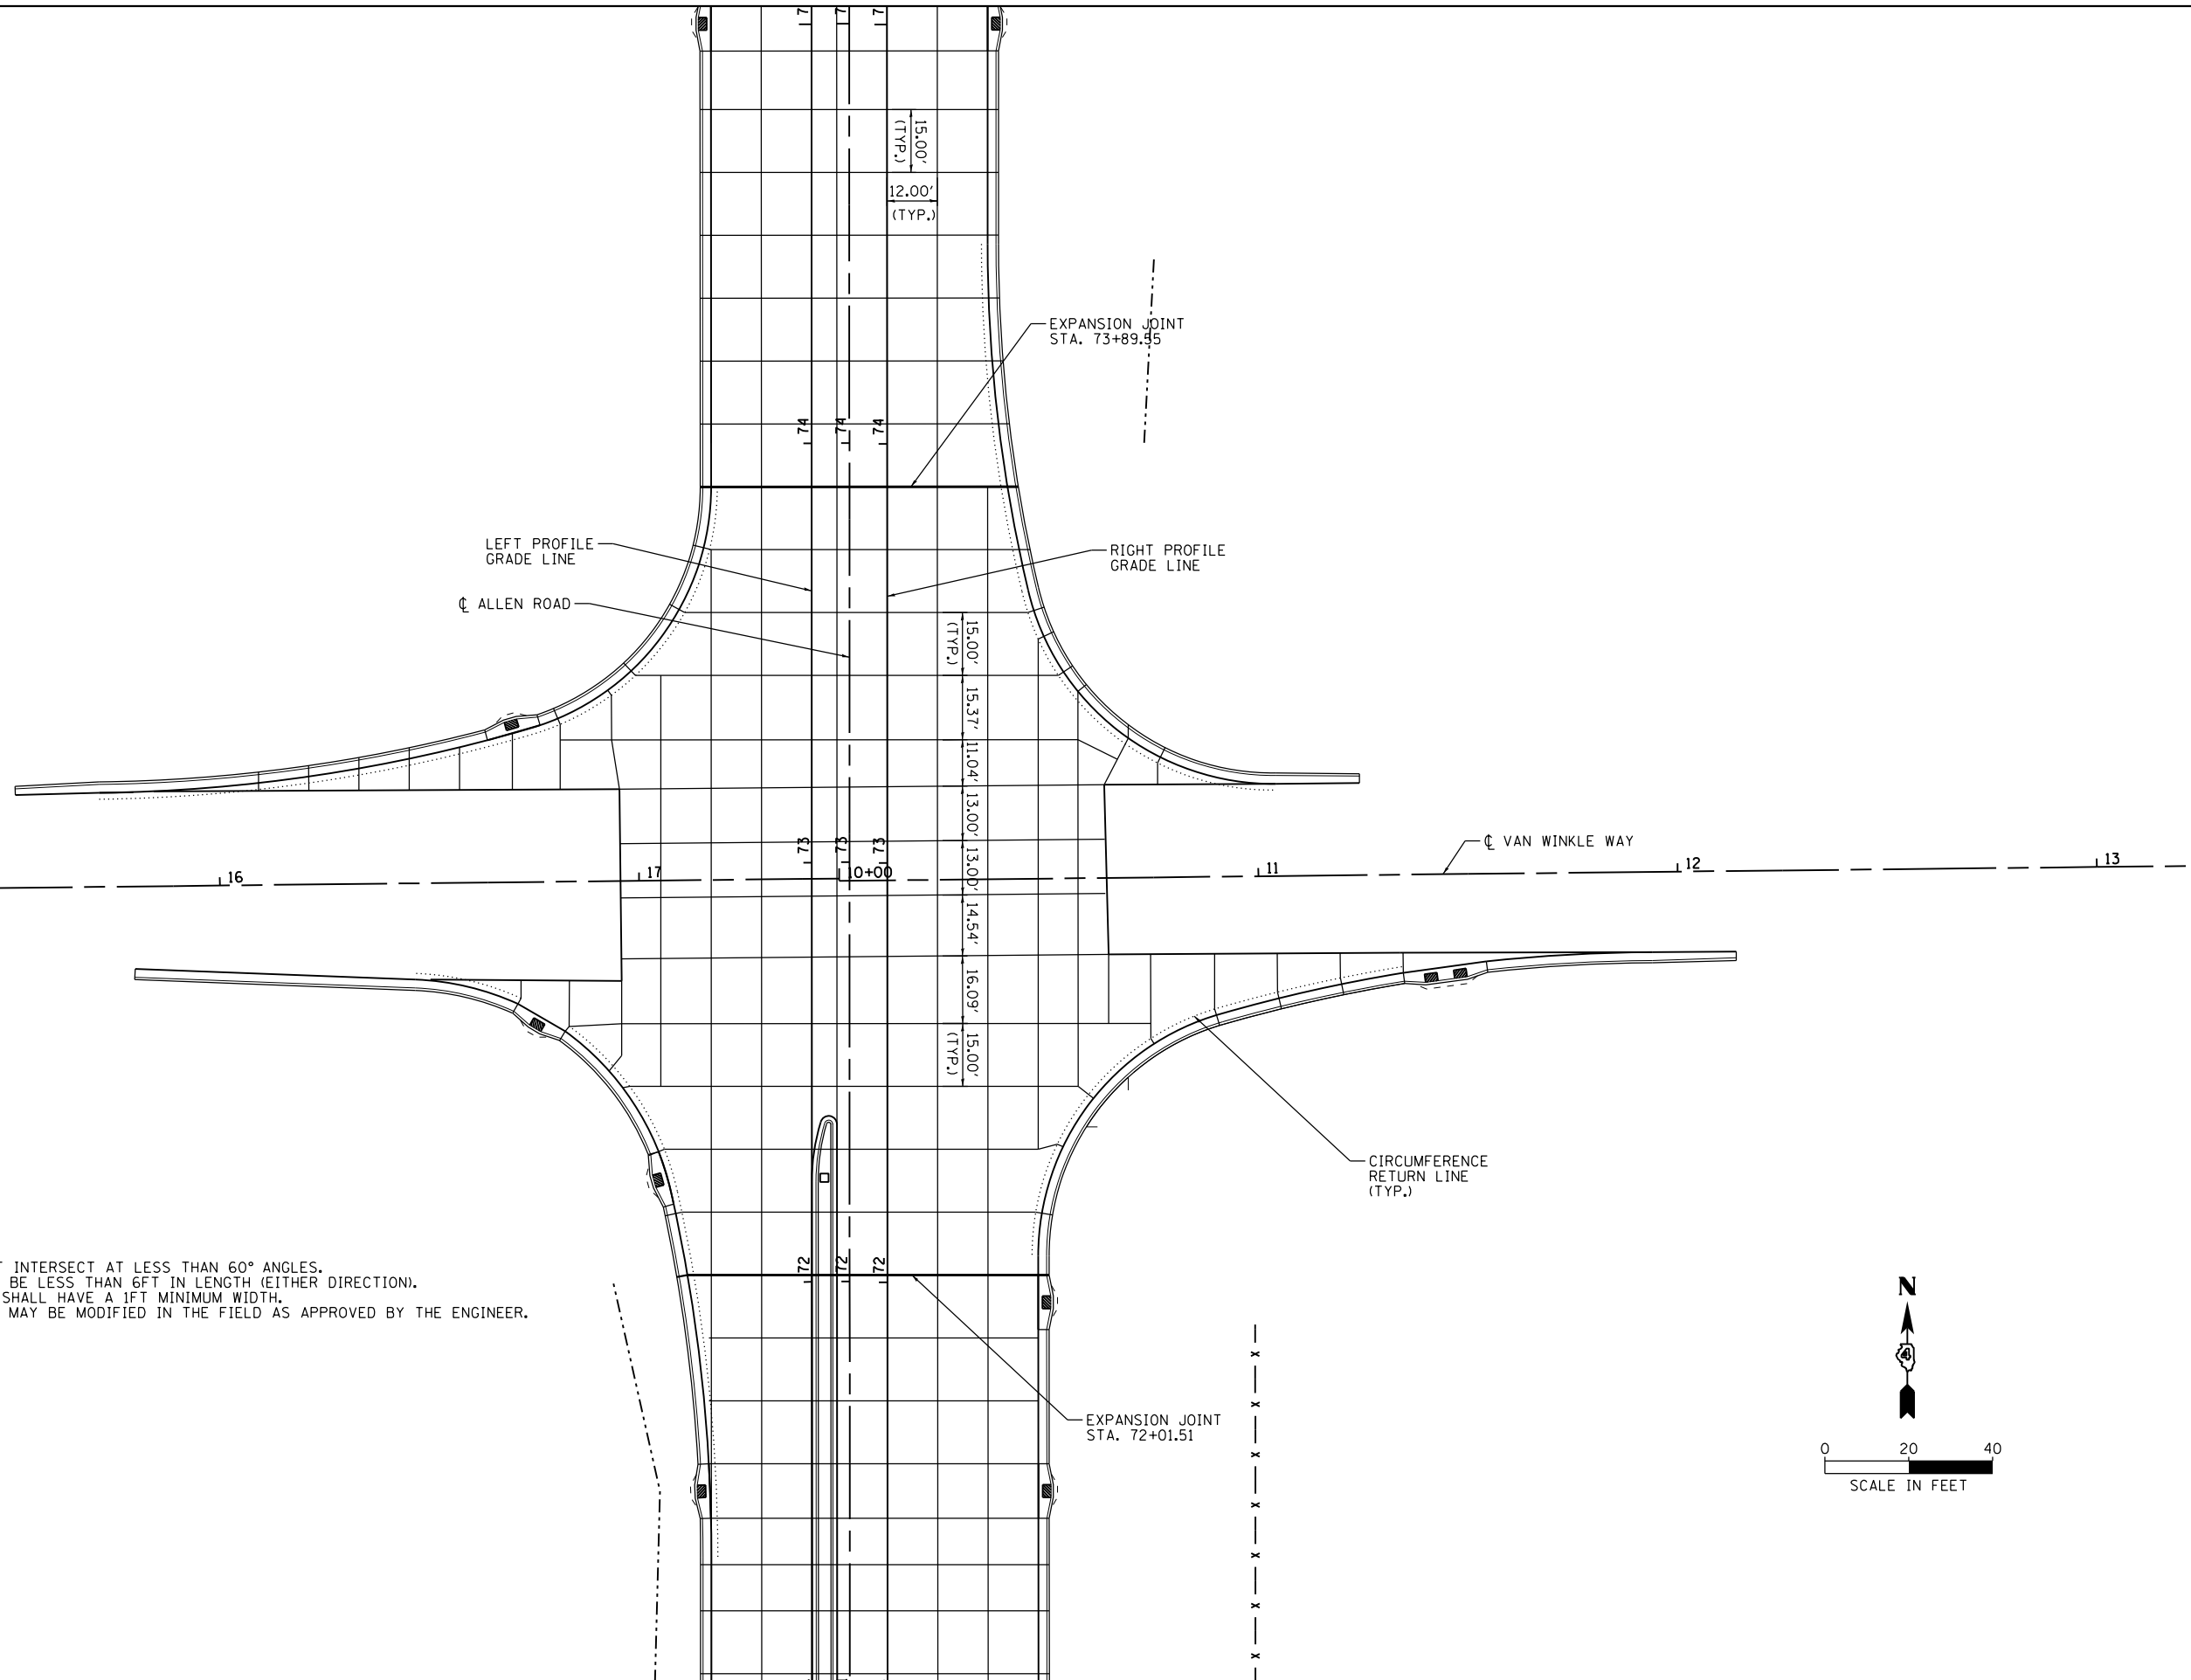 7 7 7
15.00'
(TYP.)
12.00'
(TYP.)
EXPANSION JOINT
STA. 73+89.55
74 74 74
LEFT PROFILE
GRADE LINE
RIGHT PROFILE
GRADE LINE
℄ ALLEN ROAD
15.00'
(TYP.)
15.37'
11.04'
13.00'
73 73 73
13.00'
℄ VAN WINKLE WAY
16 17 10+00 11 12 13
14.54'
16.09'
15.00'
(TYP.)
CIRCUMFERENCE
RETURN LINE
(TYP.)
72 72 72
INTERSECT AT LESS THAN 60° ANGLES.
BE LESS THAN 6FT IN LENGTH (EITHER DIRECTION).
SHALL HAVE A 1FT MINIMUM WIDTH.
MAY BE MODIFIED IN THE FIELD AS APPROVED BY THE ENGINEER.
EXPANSION JOINT
STA. 72+01.51
N
4
0 20 40
SCALE IN FEET